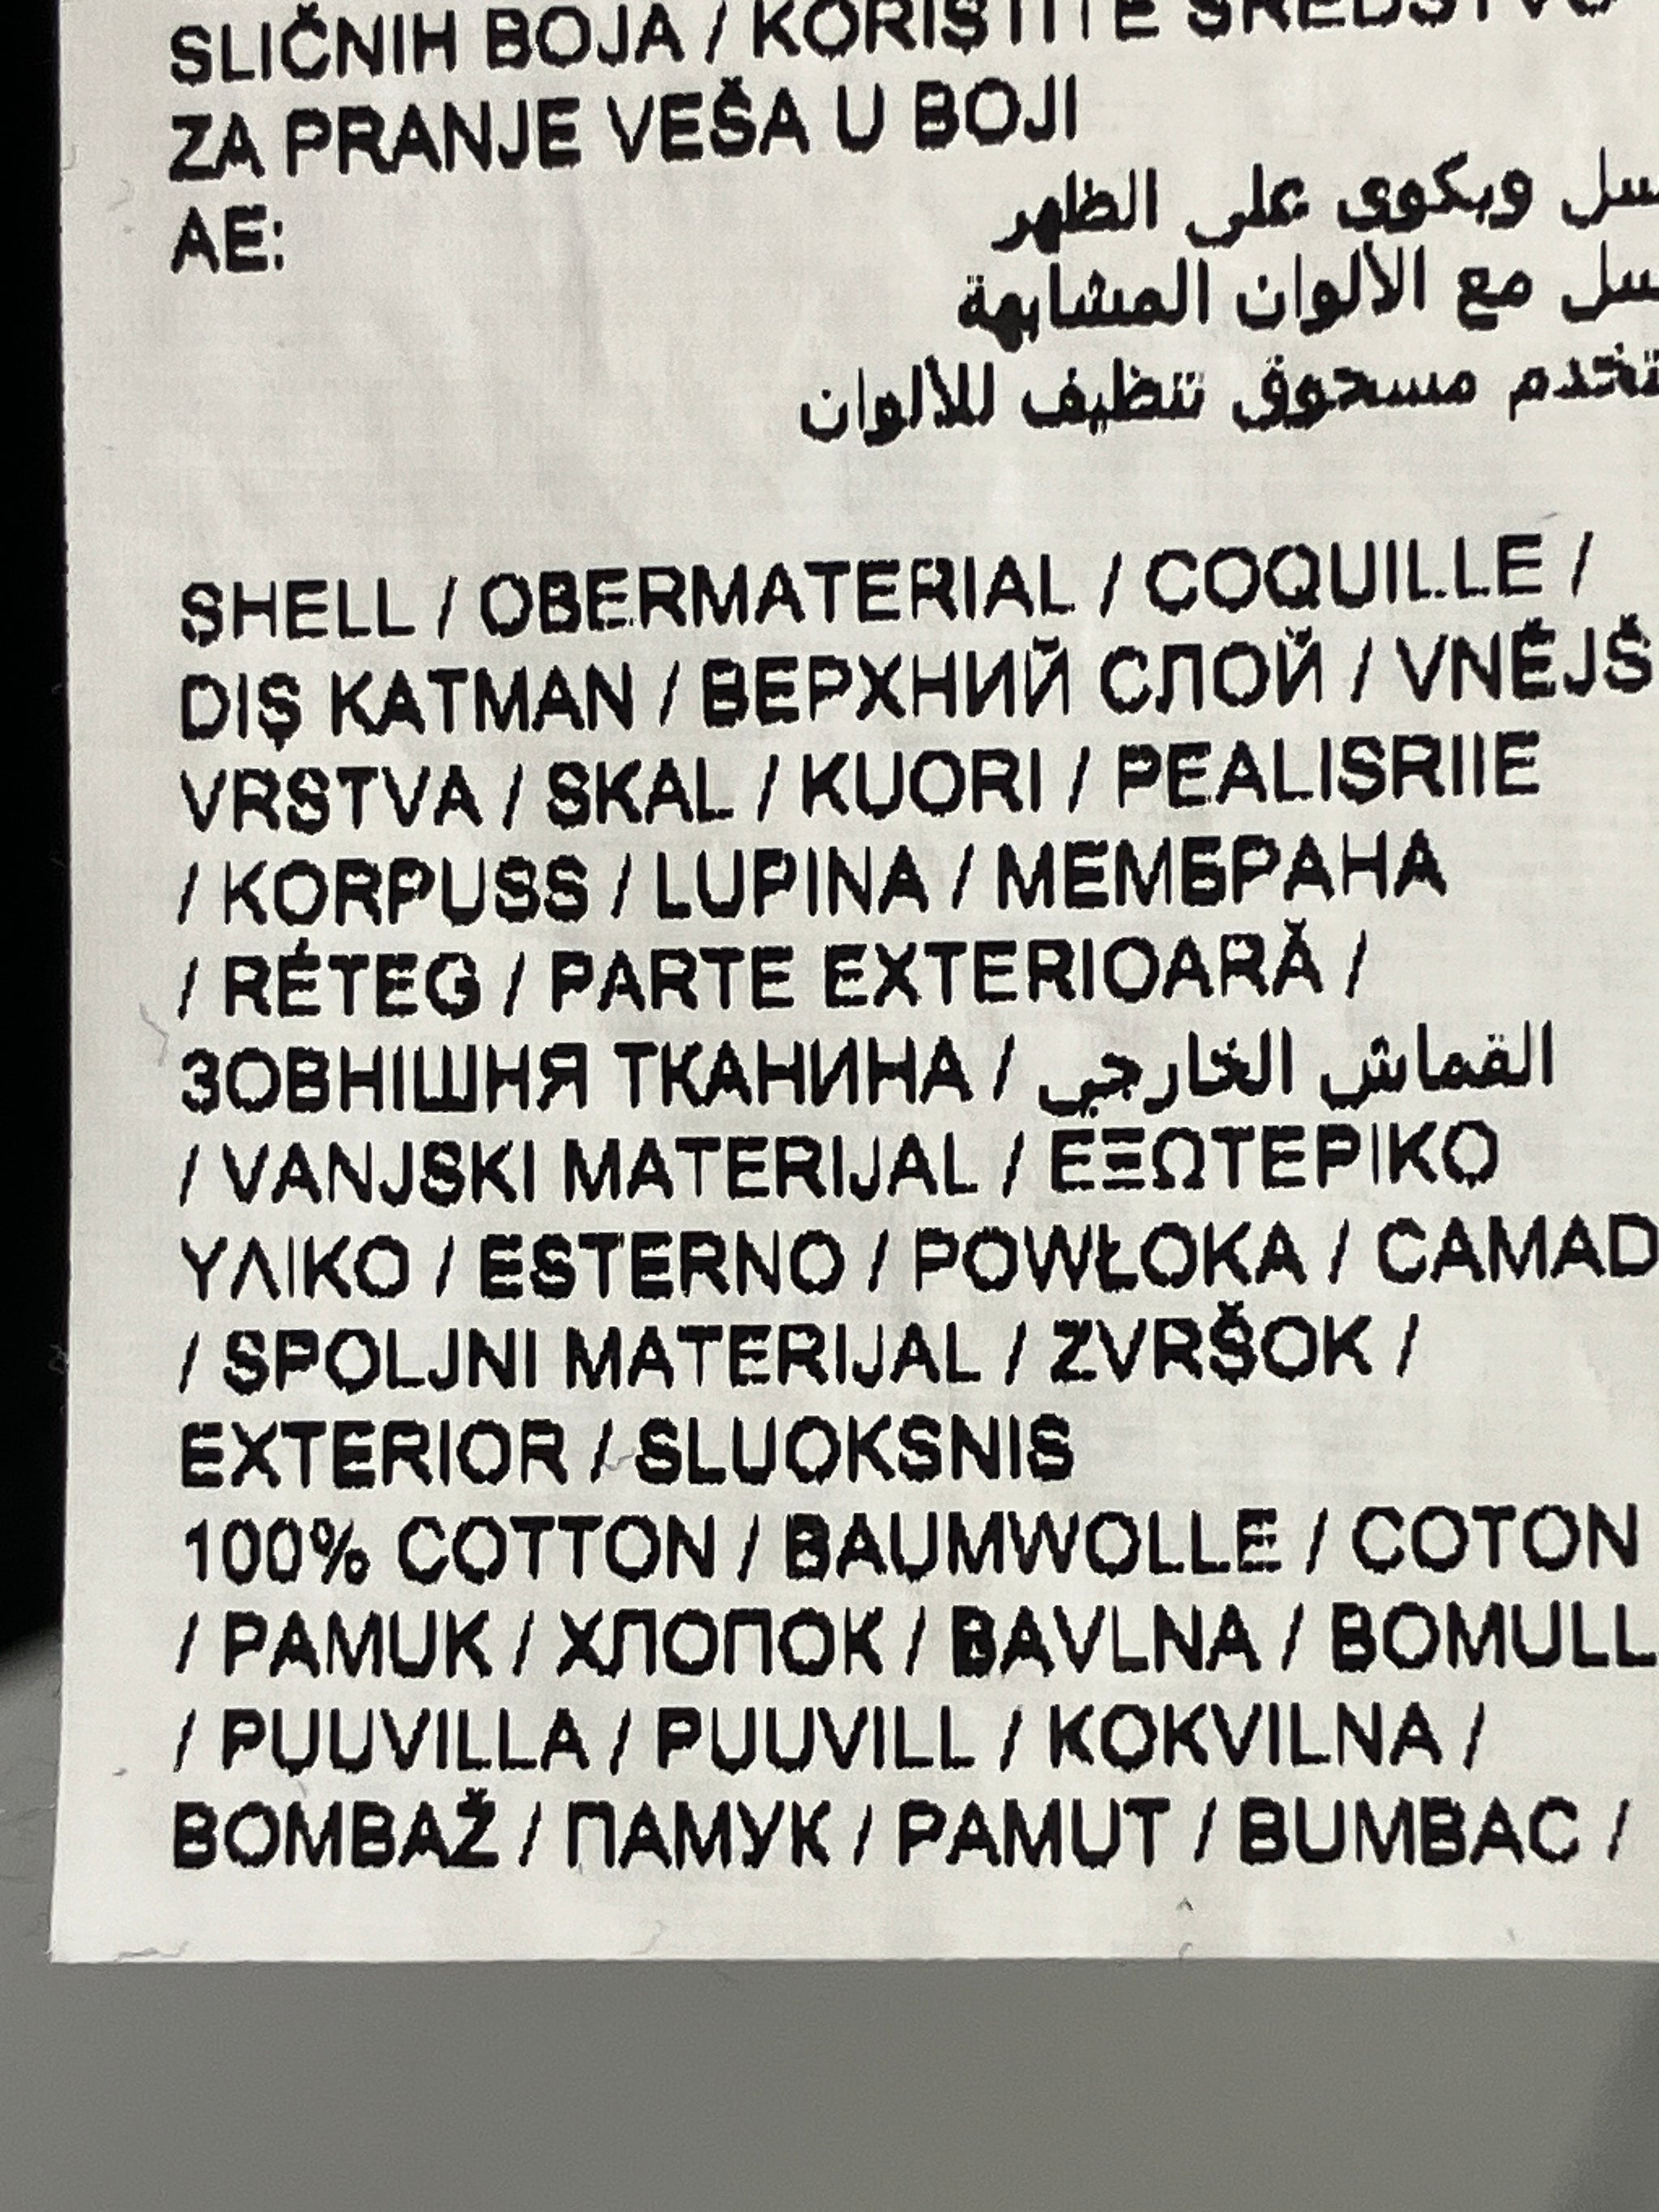 SLIČNIH BOJA / KORISTITE SREDSTVO
ZA PRANJE VEŠA U BOJI
AE:
ويكوى على الظهر
مع الألوان المشابهة
مسحوق تنظيف للألوان
SHELL / OBERMATERIAL / COQUILLE /
DIŞ KATMAN / ВЕРХНИЙ СЛОЙ / VNĚJŠ
VRSTVA / SKAL / KUORI / PEALISRIIE
/ KORPUSS / LUPINA / МЕМБРАНА
/ RÉTEG / PARTE EXTERIOARĂ /
ЗОВНІШНЯ ТКАНИНА / القماش الخارجي
/ VANJSKI MATERIJAL / ΕΞΩΤΕΡΙΚΟ
ΥΛΙΚΟ / ESTERNO / POWŁOKA / CAMAD
/ SPOLJNI MATERIJAL / ZVRŠOK /
EXTERIOR / SLUOKSNIS
100% COTTON / BAUMWOLLE / COTON
/ PAMUK / ХЛОПОК / BAVLNA / BOMULL
/ PUUVILLA / PUUVILL / KOKVILNA /
BOMBAŽ / ПАМУК / PAMUT / BUMBAC /